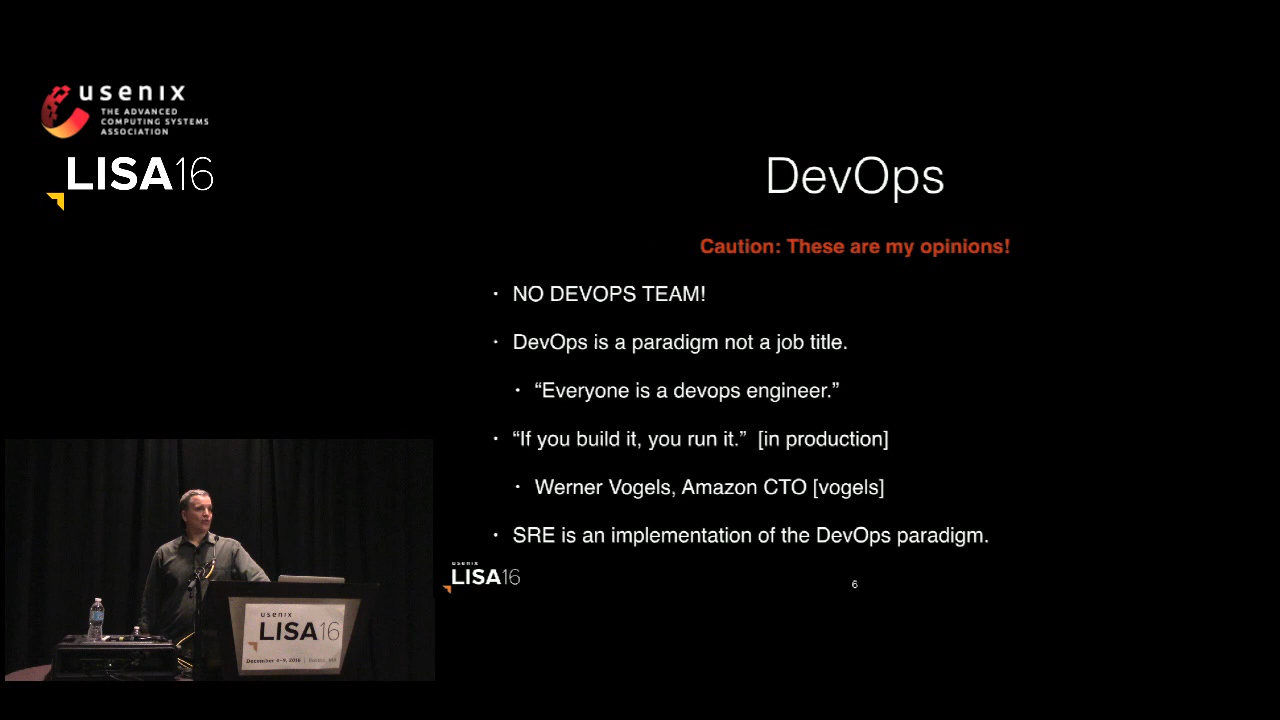 usenix
THE ADVANCED
COMPUTING SYSTEMS
ASSOCIATION
LISA16
DevOps
Caution: These are my opinions!
· NO DEVOPS TEAM!
· DevOps is a paradigm not a job title.
· “Everyone is a devops engineer.”
· “If you build it, you run it.” [in production]
· Werner Vogels, Amazon CTO [vogels]
· SRE is an implementation of the DevOps paradigm.
usenix
LISA16
6
usenix
LISA16